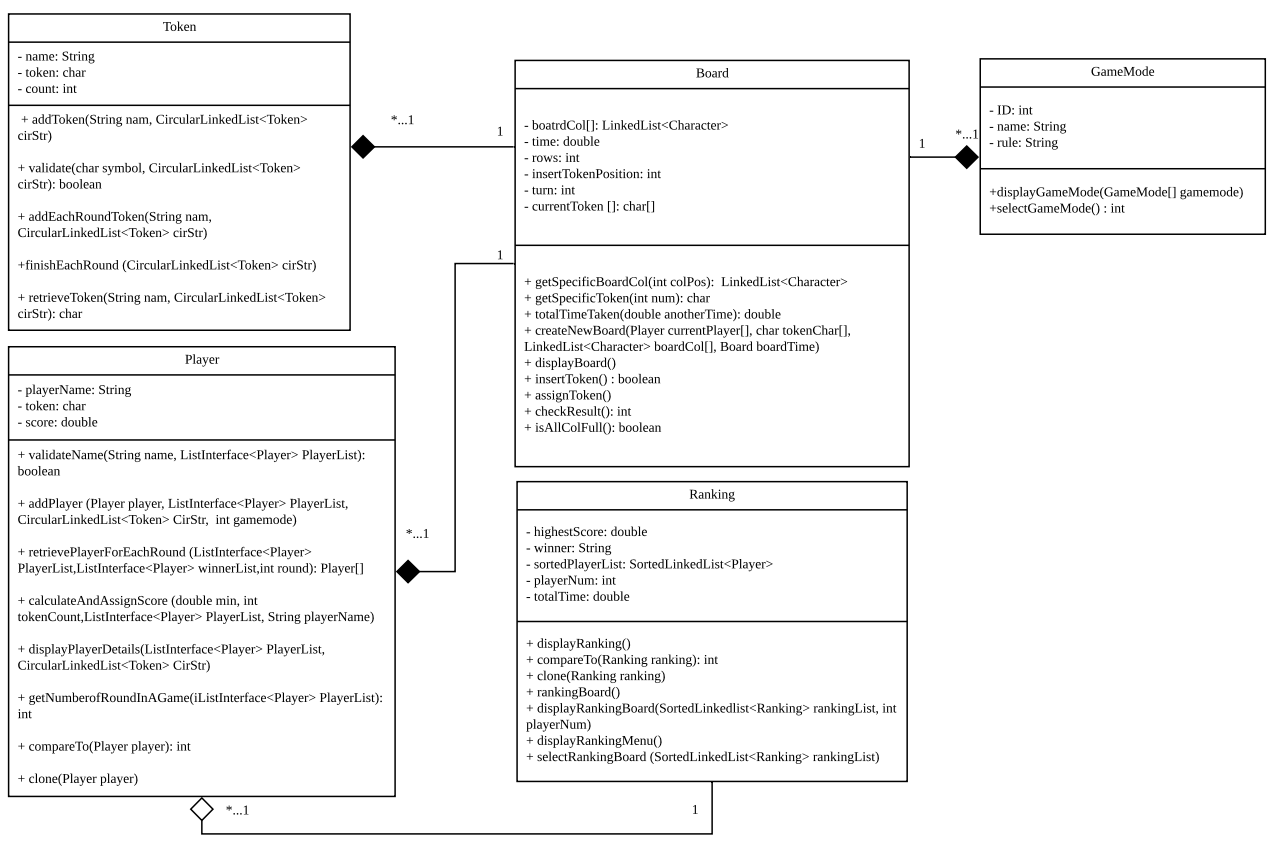 Token
- name: String
- token: char
- count: int
+ addToken(String nam, CircularLinkedList<Token>
cirStr)
+ validate(char symbol, CircularLinkedList<Token>
cirStr): boolean
+ addEachRoundToken(String nam,
CircularLinkedList<Token> cirStr)
+finishEachRound (CircularLinkedList<Token> cirStr)
+ retrieveToken(String nam, CircularLinkedList<Token>
cirStr): char
*...1
1
Board
- boatrdCol[]: LinkedList<Character>
- time: double
- rows: int
- insertTokenPosition: int
- turn: int
- currentToken []: char[]
+ getSpecificBoardCol(int colPos):  LinkedList<Character>
+ getSpecificToken(int num): char
+ totalTimeTaken(double anotherTime): double
+ createNewBoard(Player currentPlayer[], char tokenChar[],
LinkedList<Character> boardCol[], Board boardTime)
+ displayBoard()
+ insertToken() : boolean
+ assignToken()
+ checkResult(): int
+ isAllColFull(): boolean
1
*...1
GameMode
- ID: int
- name: String
- rule: String
+displayGameMode(GameMode[] gamemode)
+selectGameMode() : int
1
*...1
Player
- playerName: String
- token: char
- score: double
+ validateName(String name, ListInterface<Player> PlayerList):
boolean
+ addPlayer (Player player, ListInterface<Player> PlayerList,
CircularLinkedList<Token> CirStr,  int gamemode)
+ retrievePlayerForEachRound (ListInterface<Player>
PlayerList,ListInterface<Player> winnerList,int round): Player[]
+ calculateAndAssignScore (double min, int
tokenCount,ListInterface<Player> PlayerList, String playerName)
+ displayPlayerDetails(ListInterface<Player> PlayerList,
CircularLinkedList<Token> CirStr)
+ getNumberofRoundInAGame(iListInterface<Player> PlayerList):
int
+ compareTo(Player player): int
+ clone(Player player)
Ranking
- highestScore: double
- winner: String
- sortedPlayerList: SortedLinkedList<Player>
- playerNum: int
- totalTime: double
+ displayRanking()
+ compareTo(Ranking ranking): int
+ clone(Ranking ranking)
+ rankingBoard()
+ displayRankingBoard(SortedLinkedlist<Ranking> rankingList, int
playerNum)
+ displayRankingMenu()
+ selectRankingBoard (SortedLinkedList<Ranking> rankingList)
*...1
1